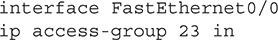 interface FastEthernet0/0
ip access-group 23 in